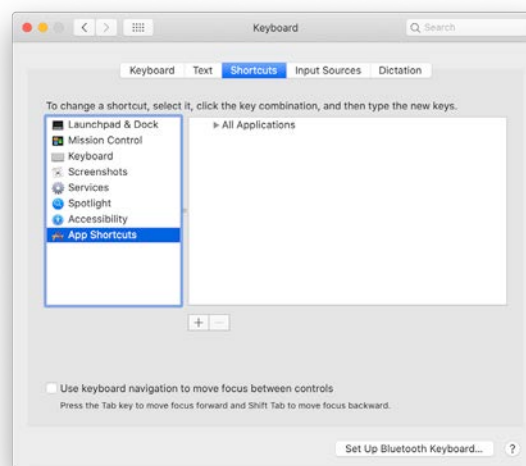 Keyboard
Search
Keyboard Text Shortcuts Input Sources Dictation
To change a shortcut, select it, click the key combination, and then type the new keys.
Launchpad & Dock
Mission Control
Keyboard
Screenshots
Services
Spotlight
Accessibility
App Shortcuts
All Applications
+ −
Use keyboard navigation to move focus between controls
Press the Tab key to move focus forward and Shift Tab to move focus backward.
Set Up Bluetooth Keyboard... ?